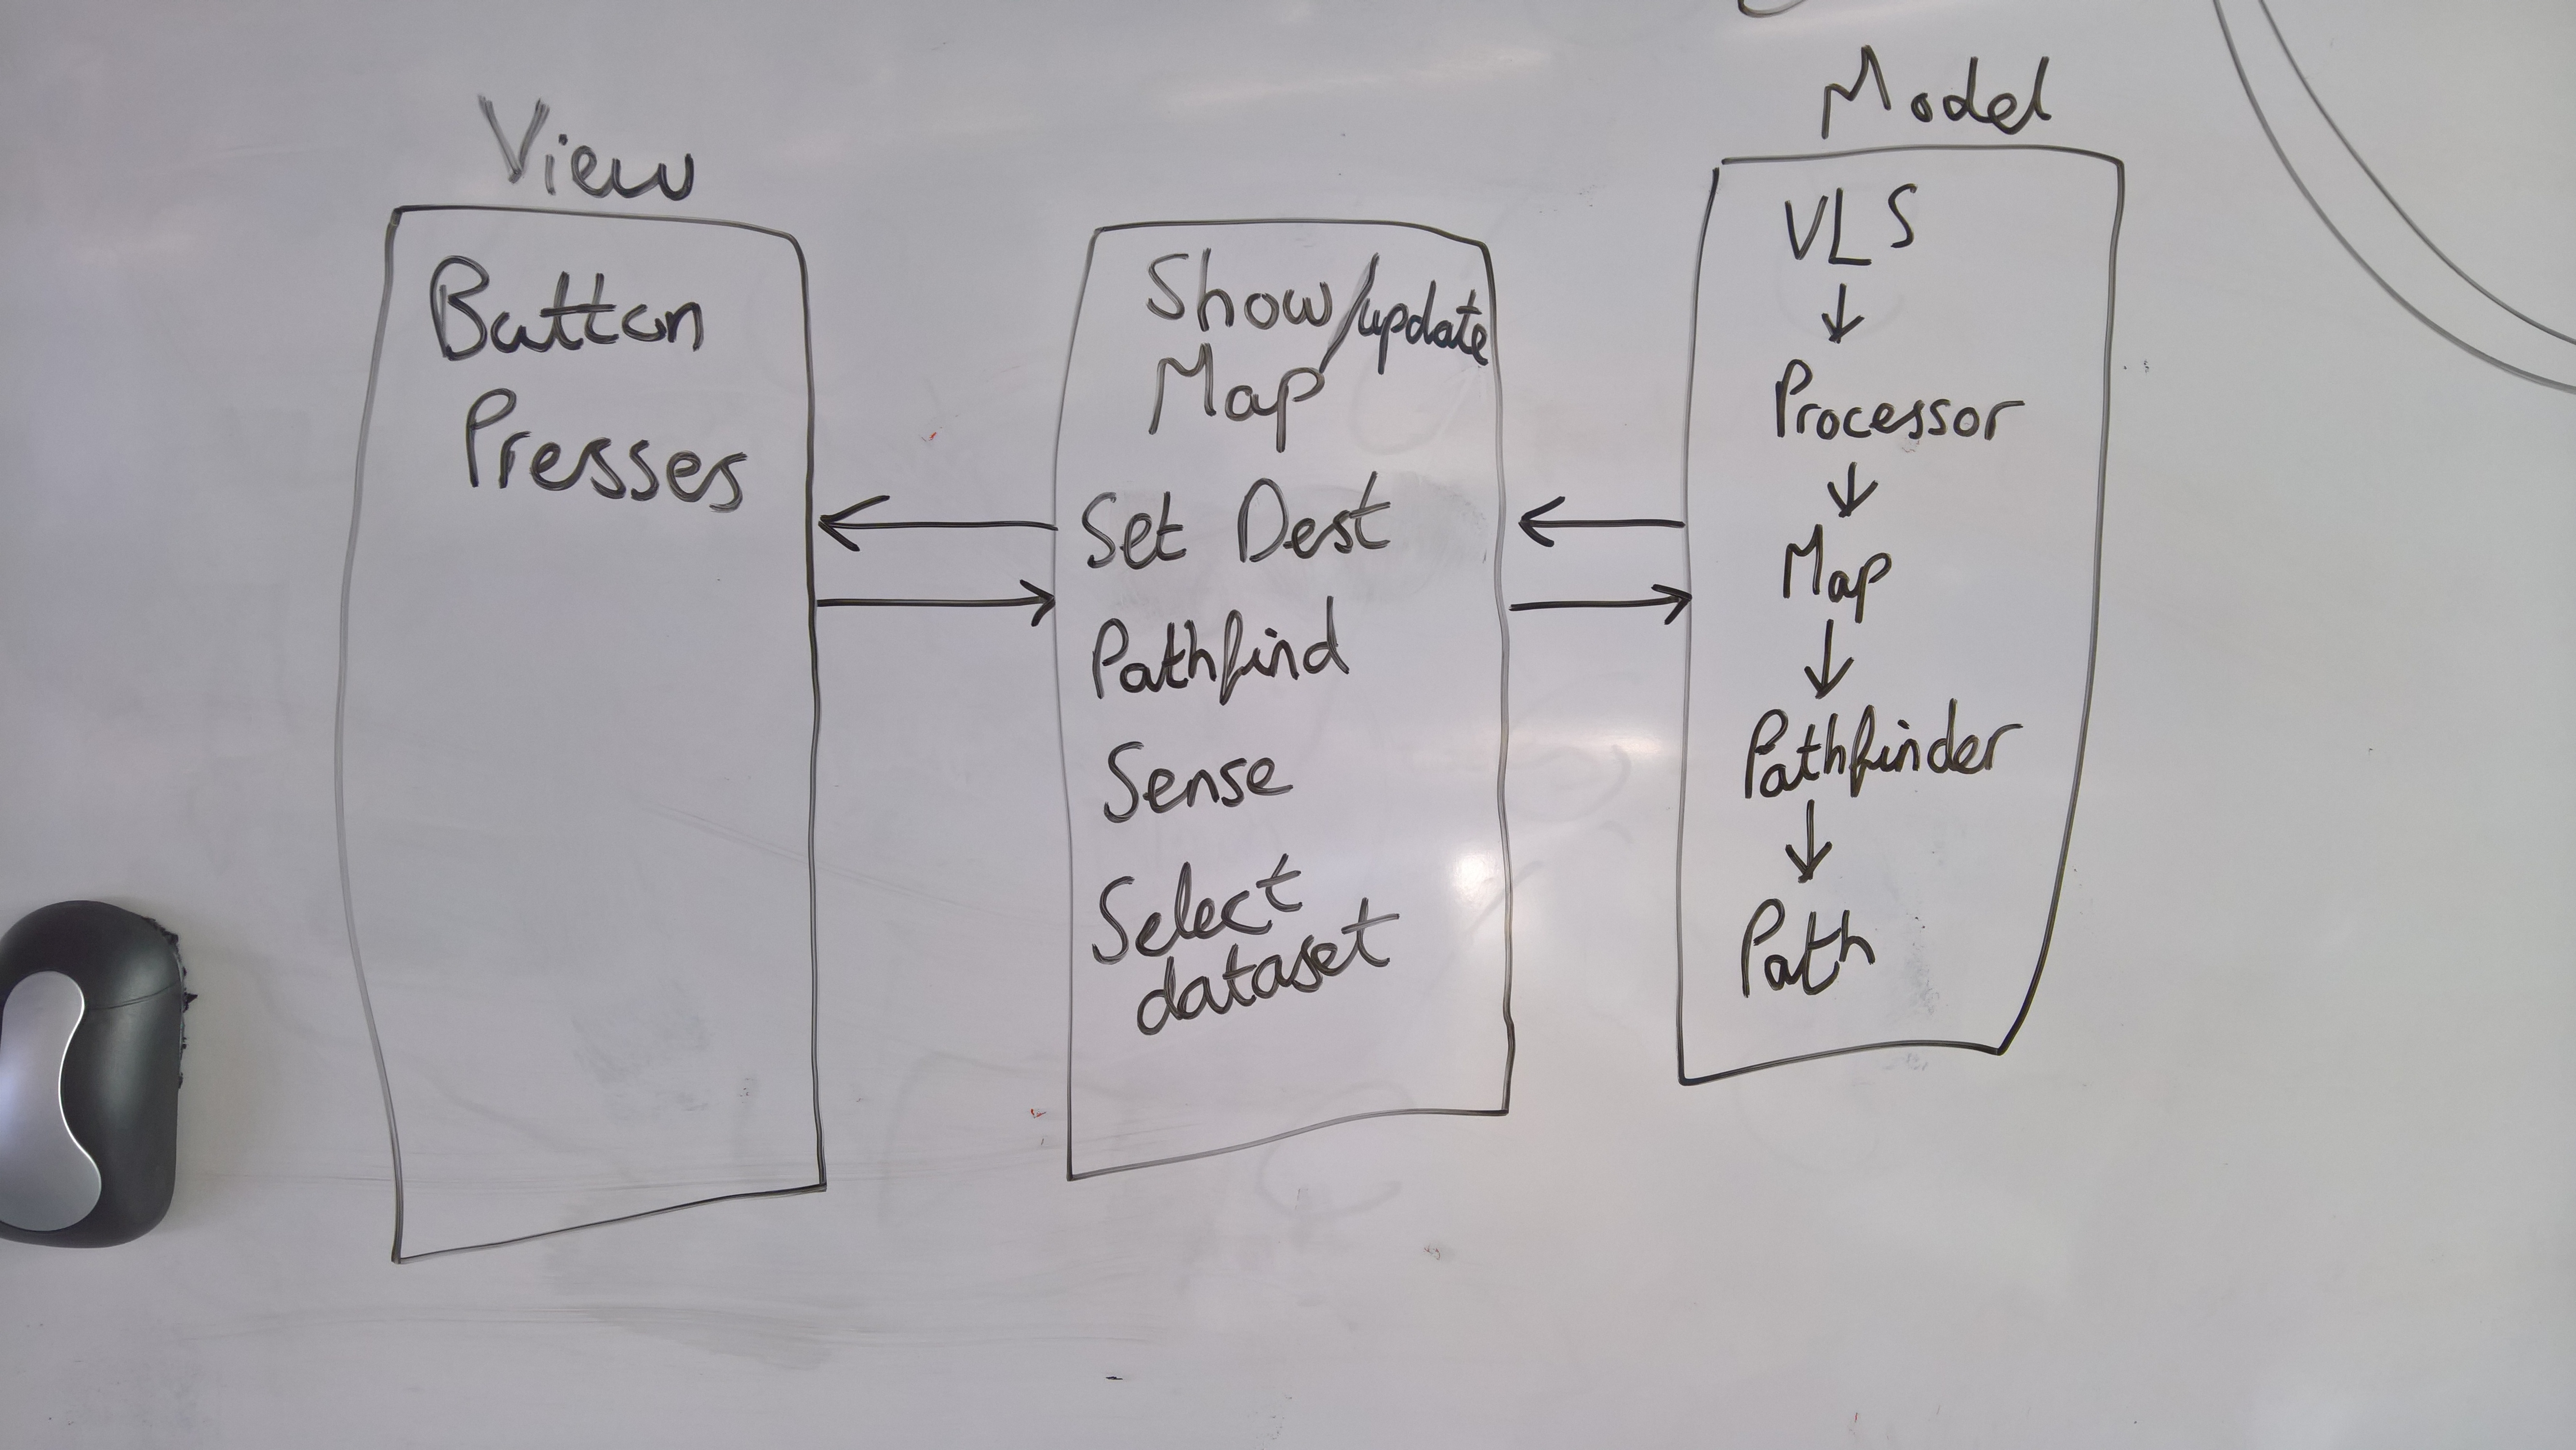 View
Button
Presses
Show/update
Map
Set Dest
Pathfind
Sense
Select
dataset
Model
VLS
↓
Processor
↓
Map
↓
Pathfinder
↓
Path